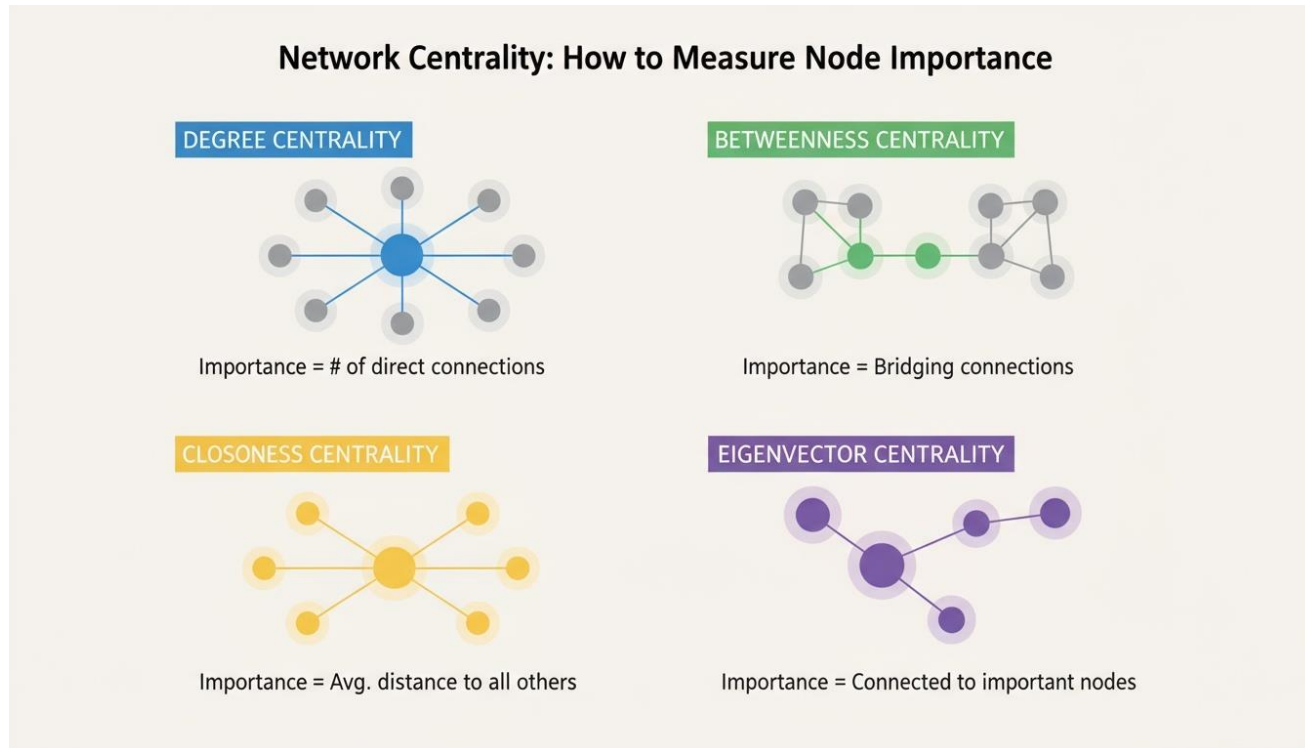 Network Centrality: How to Measure Node Importance
DEGREE CENTRALITY
Importance = # of direct connections
BETWEENNESS CENTRALITY
Importance = Bridging connections
CLOSONESS CENTRALITY
Importance = Avg. distance to all others
EIGENVECTOR CENTRALITY
Importance = Connected to important nodes